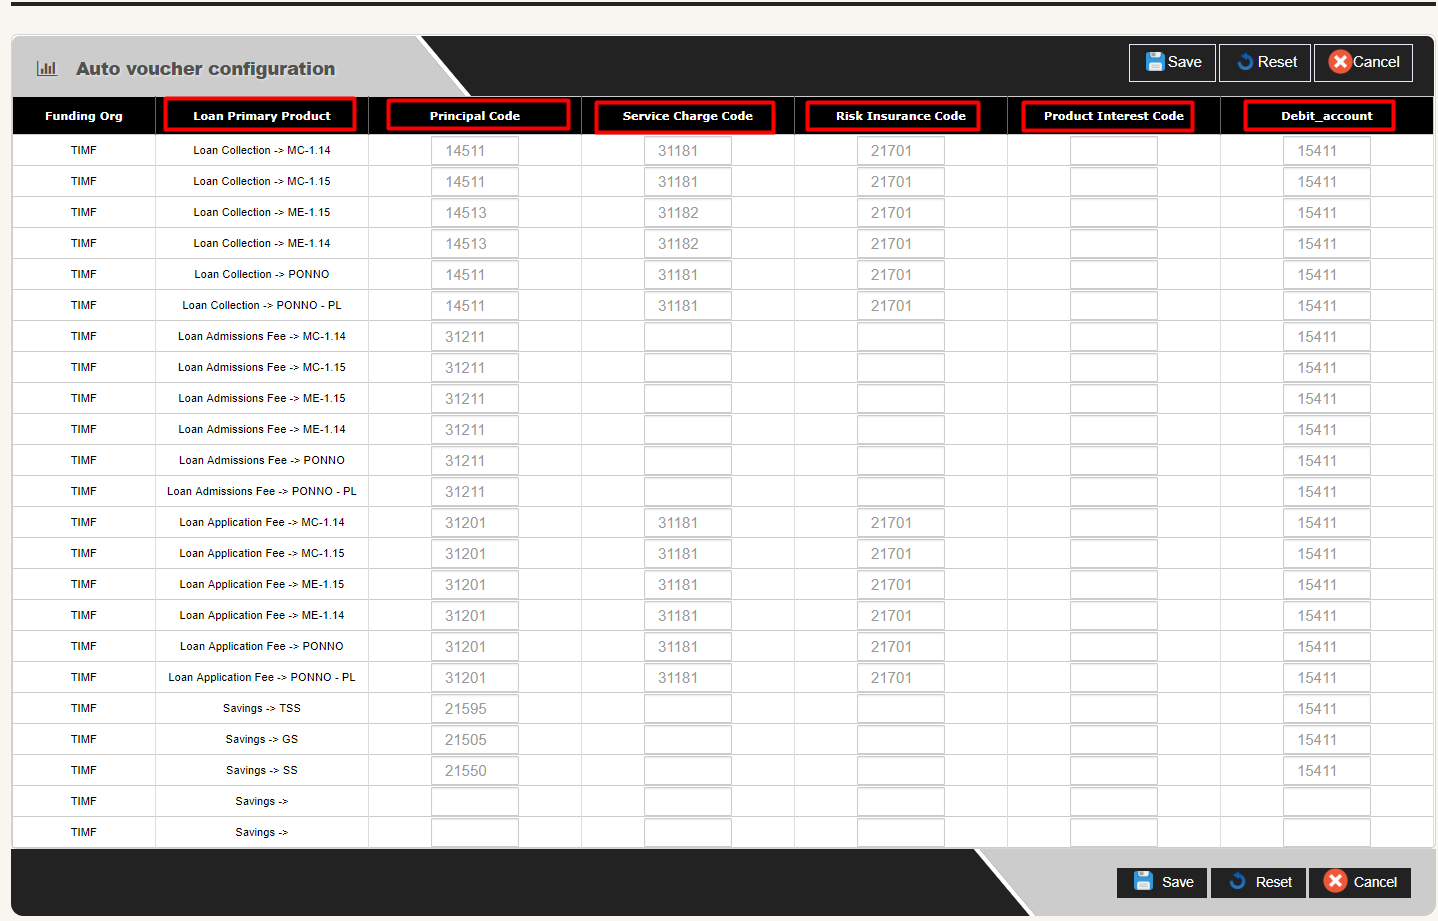 Auto voucher configuration
Save Reset Cancel
Funding Org Loan Primary Product Principal Code Service Charge Code Risk Insurance Code Product Interest Code Debit_account
TIMF Loan Collection -> MC-1.14 14511 31181 21701 15411
TIMF Loan Collection -> MC-1.15 14511 31181 21701 15411
TIMF Loan Collection -> ME-1.15 14513 31182 21701 15411
TIMF Loan Collection -> ME-1.14 14513 31182 21701 15411
TIMF Loan Collection -> PONNO 14511 31181 21701 15411
TIMF Loan Collection -> PONNO - PL 14511 31181 21701 15411
TIMF Loan Admissions Fee -> MC-1.14 31211 15411
TIMF Loan Admissions Fee -> MC-1.15 31211 15411
TIMF Loan Admissions Fee -> ME-1.15 31211 15411
TIMF Loan Admissions Fee -> ME-1.14 31211 15411
TIMF Loan Admissions Fee -> PONNO 31211 15411
TIMF Loan Admissions Fee -> PONNO - PL 31211 15411
TIMF Loan Application Fee -> MC-1.14 31201 31181 21701 15411
TIMF Loan Application Fee -> MC-1.15 31201 31181 21701 15411
TIMF Loan Application Fee -> ME-1.15 31201 31181 21701 15411
TIMF Loan Application Fee -> ME-1.14 31201 31181 21701 15411
TIMF Loan Application Fee -> PONNO 31201 31181 21701 15411
TIMF Loan Application Fee -> PONNO - PL 31201 31181 21701 15411
TIMF Savings -> TSS 21595 15411
TIMF Savings -> GS 21505 15411
TIMF Savings -> SS 21550 15411
TIMF Savings ->
TIMF Savings ->
Save Reset Cancel